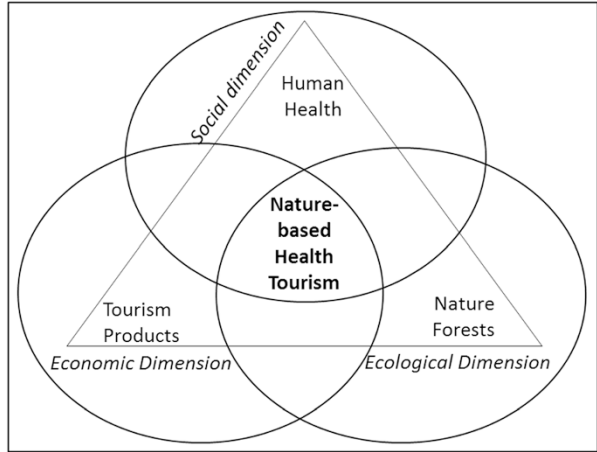 Social dimension
Human
Health
Nature-
based
Health
Tourism
Tourism
Products
Nature
Forests
Economic Dimension
Ecological Dimension